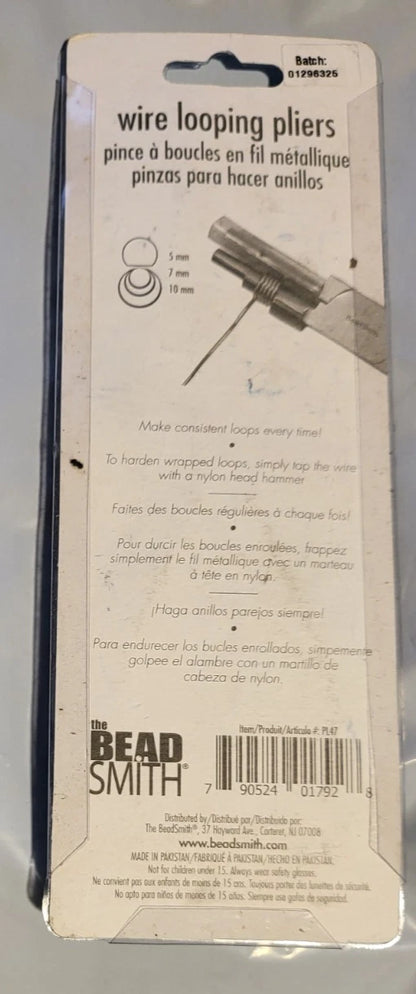 Batch:
01296325
wire looping pliers
pince à boucles en fil métallique
pinzas para hacer anillos
5 mm
7 mm
10 mm
Make consistent loops every time!
•
To harden wrapped loops, simply tap the wire
with a nylon head hammer
Faites des boucles régulières à chaque fois!
•
Pour durcir les boucles enroulées, frappez
simplement le fil métallique avec un marteau
à tête en nylon.
¡Haga anillos parejos siempre!
•
Para endurecer los bucles enrollados, simpemente
golpee el alambre con un martillo de
cabeza de nylon.
the
BEAD
SMITH®
Item/Produit/Articulo #: PL47
7 90524 01792 8
Distributed by/Distribué par/Distribuido por:
The BeadSmith®, 37 Hayward Ave., Carteret, NJ 07008
www.beadsmith.com
MADE IN PAKISTAN/FABRIQUÉ À PAKISTAN/HECHO EN PAKISTAN.
Not for children under 15. Always wear safety glasses.
Ne convient pas aux enfants de moins de 15 ans. Toujours porter des lunettes de sécurité.
No apto para niños de menos de 15 años. Siempre use gafas de seguridad.